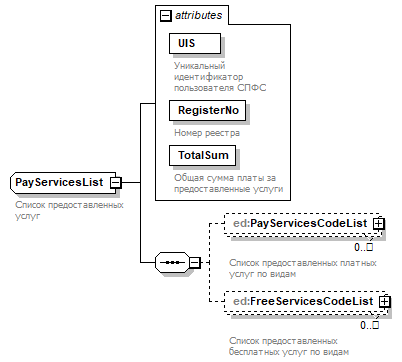 attributes
UIS
Уникальный
идентификатор
пользователя СПФС
RegisterNo
Номер реестра
TotalSum
Общая сумма платы за
предоставленные услуги
PayServicesList
Список предоставленных
услуг
ed:PayServicesCodeList
0..□
Список предоставленных платных
услуг по видам
ed:FreeServicesCodeList
0..□
Список предоставленных
бесплатных услуг по видам